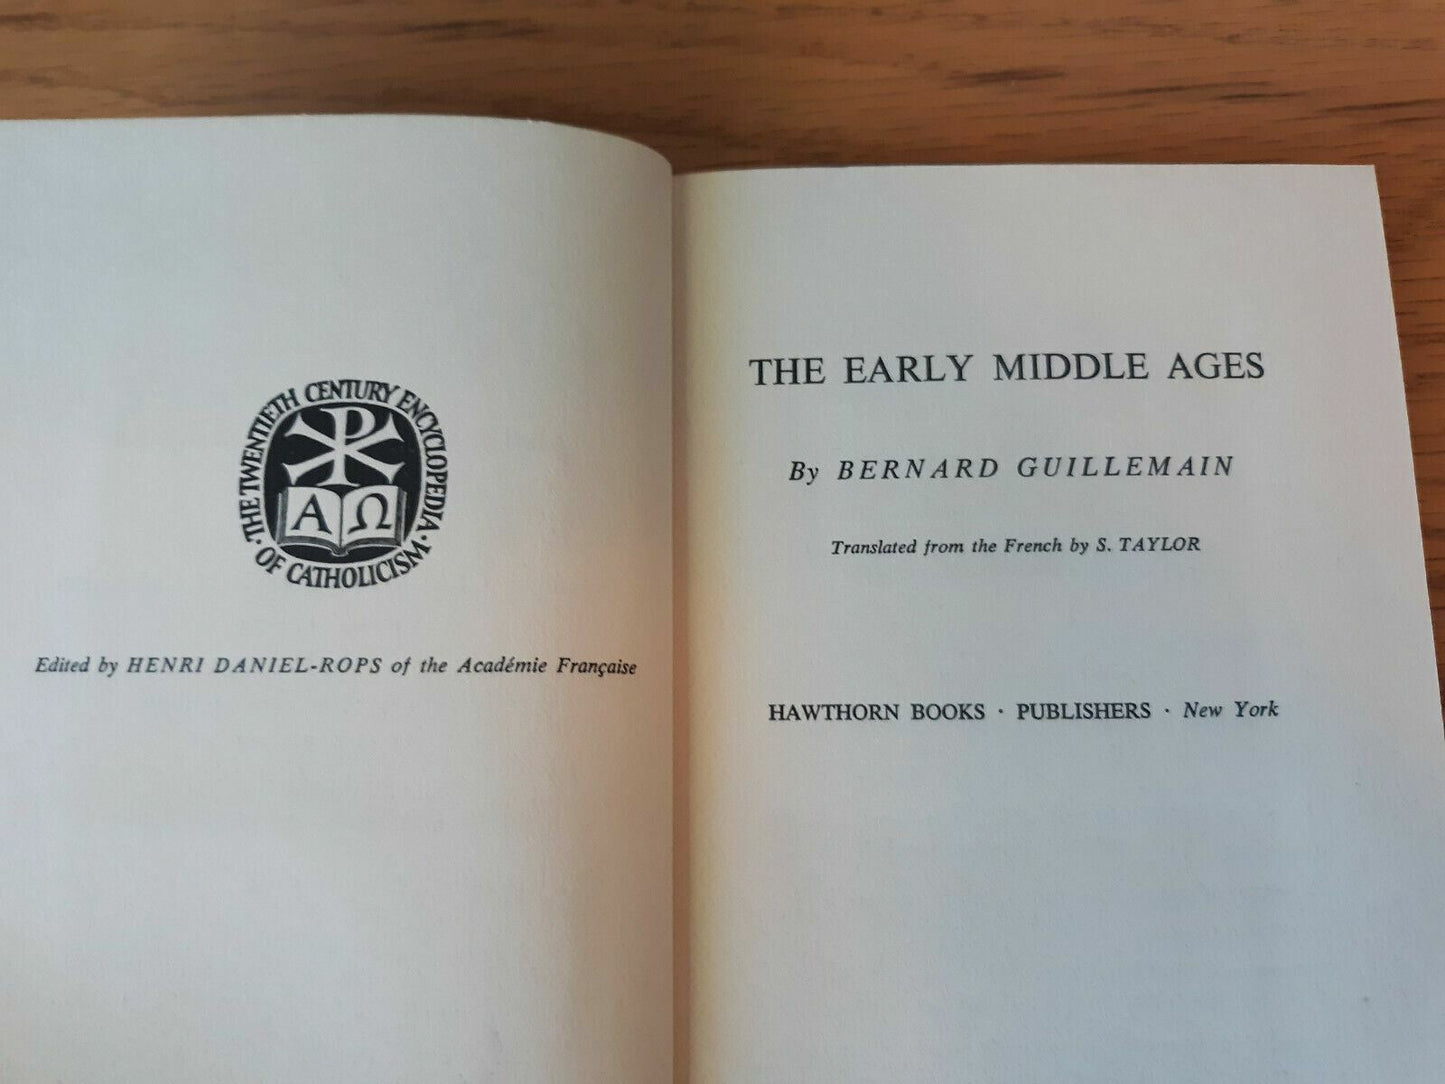 · THE TWENTIETH CENTURY ENCYCLOPEDIA ·
OF CATHOLICISM
Α Ω
Edited by HENRI DANIEL-ROPS of the Académie Française
THE EARLY MIDDLE AGES
By BERNARD GUILLEMAIN
Translated from the French by S. TAYLOR
HAWTHORN BOOKS · PUBLISHERS · New York